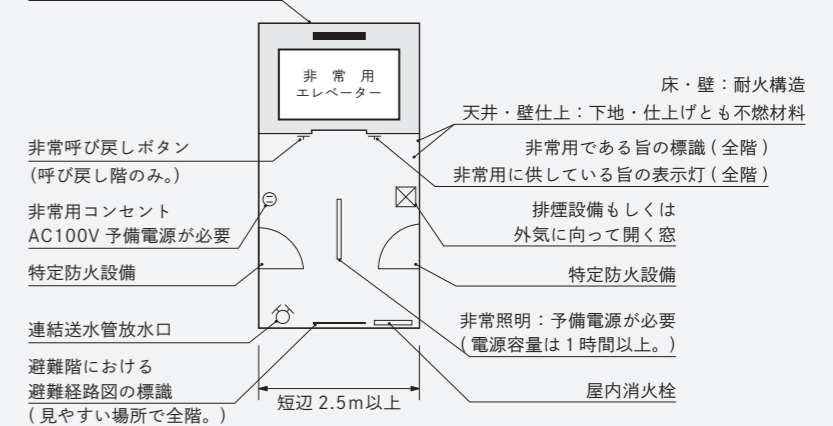 非常用
エレベーター
床・壁：耐火構造
天井・壁仕上：下地・仕上げとも不燃材料
非常呼び戻しボタン
(呼び戻し階のみ。)
非常用である旨の標識(全階)
非常用に供している旨の表示灯(全階)
非常用コンセント
AC100V 予備電源が必要
排煙設備もしくは
外気に向って開く窓
特定防火設備
特定防火設備
連結送水管放水口
非常照明：予備電源が必要
(電源容量は1時間以上。)
避難階における
避難経路図の標識
(見やすい場所で全階。)
短辺 2.5m以上
屋内消火栓